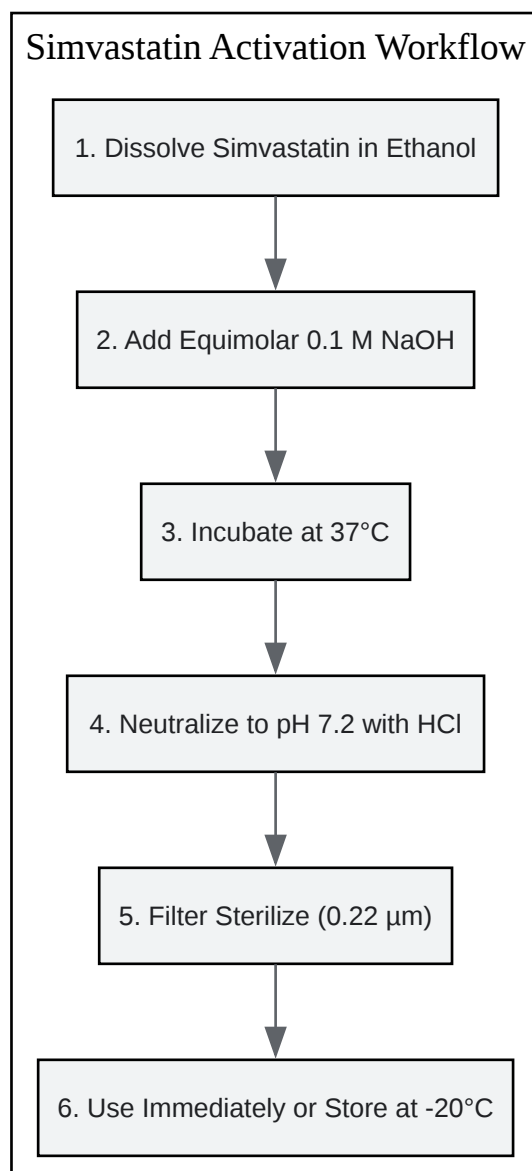 Simvastatin Activation Workflow
1. Dissolve Simvastatin in Ethanol
2. Add Equimolar 0.1 M NaOH
3. Incubate at 37°C
4. Neutralize to pH 7.2 with HCl
5. Filter Sterilize (0.22 µm)
6. Use Immediately or Store at -20°C